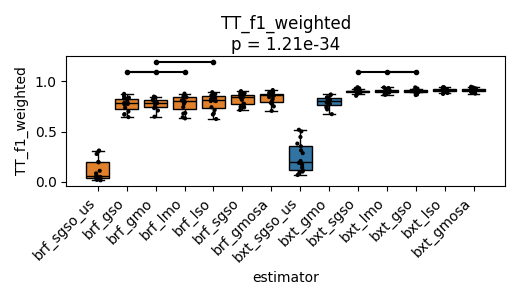 TT_f1_weighted
p = 1.21e-34
TT_f1_weighted
1.0
0.5
0.0
brf_sgso_us
brf_gso
brf_gmo
brf_lmo
brf_lso
brf_sgso
brf_gmosa
bxt_sgso_us
bxt_gmo
bxt_sgso
bxt_lmo
bxt_gso
bxt_lso
bxt_gmosa
estimator